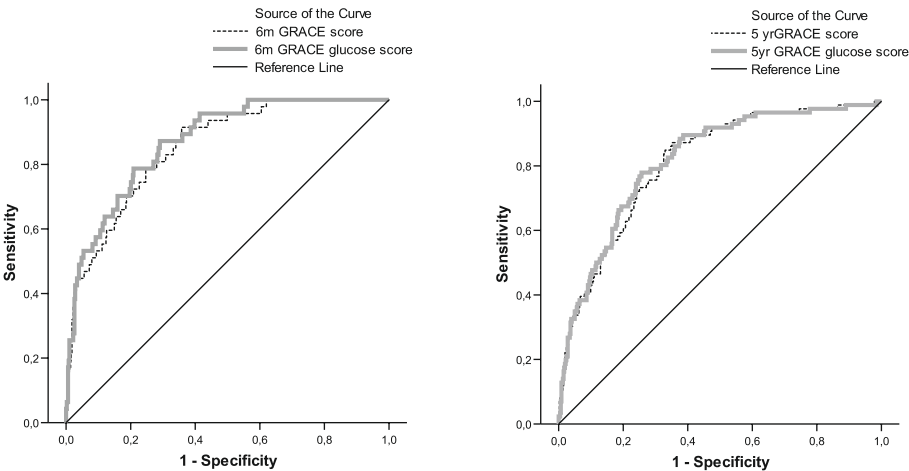 Source of the Curve
6m GRACE score
6m GRACE glucose score
Reference Line
1,0
0,8
0,6
0,4
0,2
0,0
Sensitivity
0,0 0,2 0,4 0,6 0,8 1,0
1 - Specificity
Source of the Curve
5 yrGRACE score
5yr GRACE glucose score
Reference Line
1,0
0,8
0,6
0,4
0,2
0,0
Sensitivity
0,0 0,2 0,4 0,6 0,8 1,0
1 - Specificity